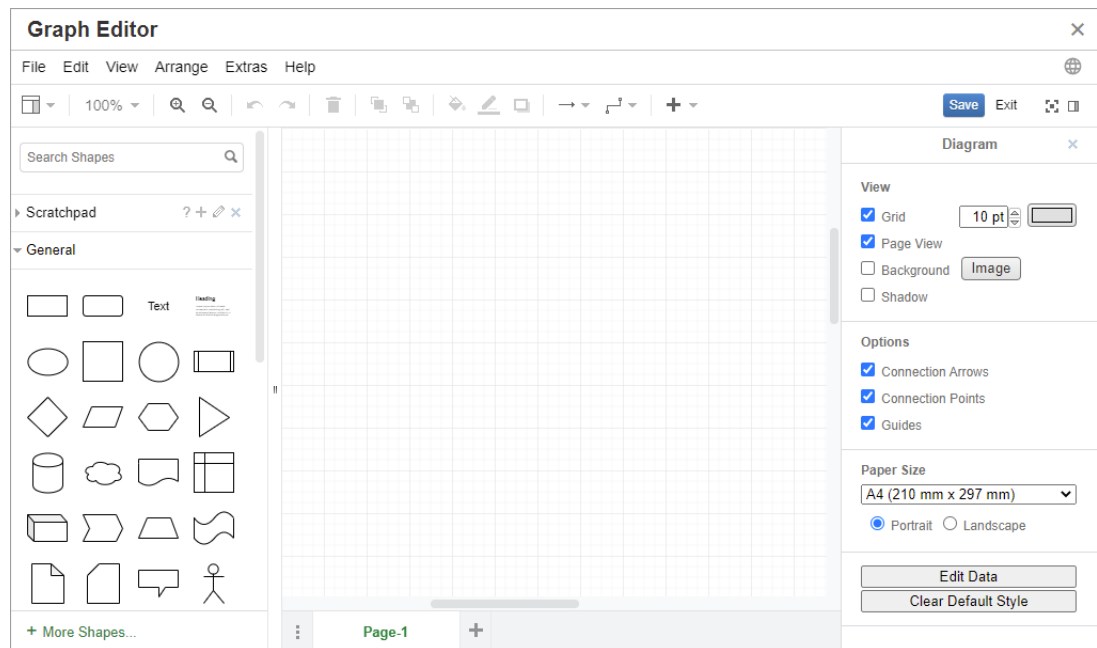 Graph Editor
File Edit View Arrange Extras Help
100%
Save Exit
Search Shapes
Scratchpad ?
General
Text
Heading
+ More Shapes...
Page-1
Diagram
View
Grid 10 pt
Page View
Background Image
Shadow
Options
Connection Arrows
Connection Points
Guides
Paper Size
A4 (210 mm x 297 mm)
Portrait Landscape
Edit Data
Clear Default Style